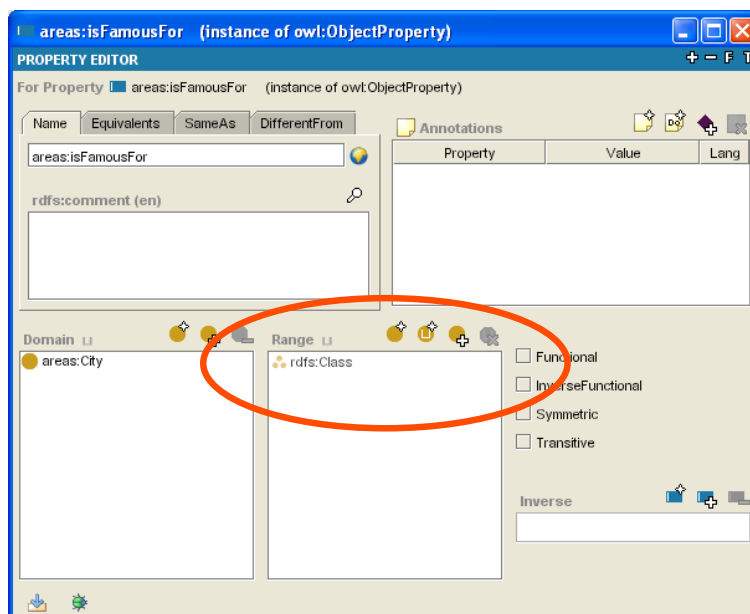 areas:isFamousFor (instance of owl:ObjectProperty)
PROPERTY EDITOR
+ − F T
For Property areas:isFamousFor (instance of owl:ObjectProperty)
Name Equivalents SameAs DifferentFrom
areas:isFamousFor
rdfs:comment (en)
Annotations
Property Value Lang
Domain ⊔
areas:City
Range ⊔
rdfs:Class
Functional
InverseFunctional
Symmetric
Transitive
Inverse